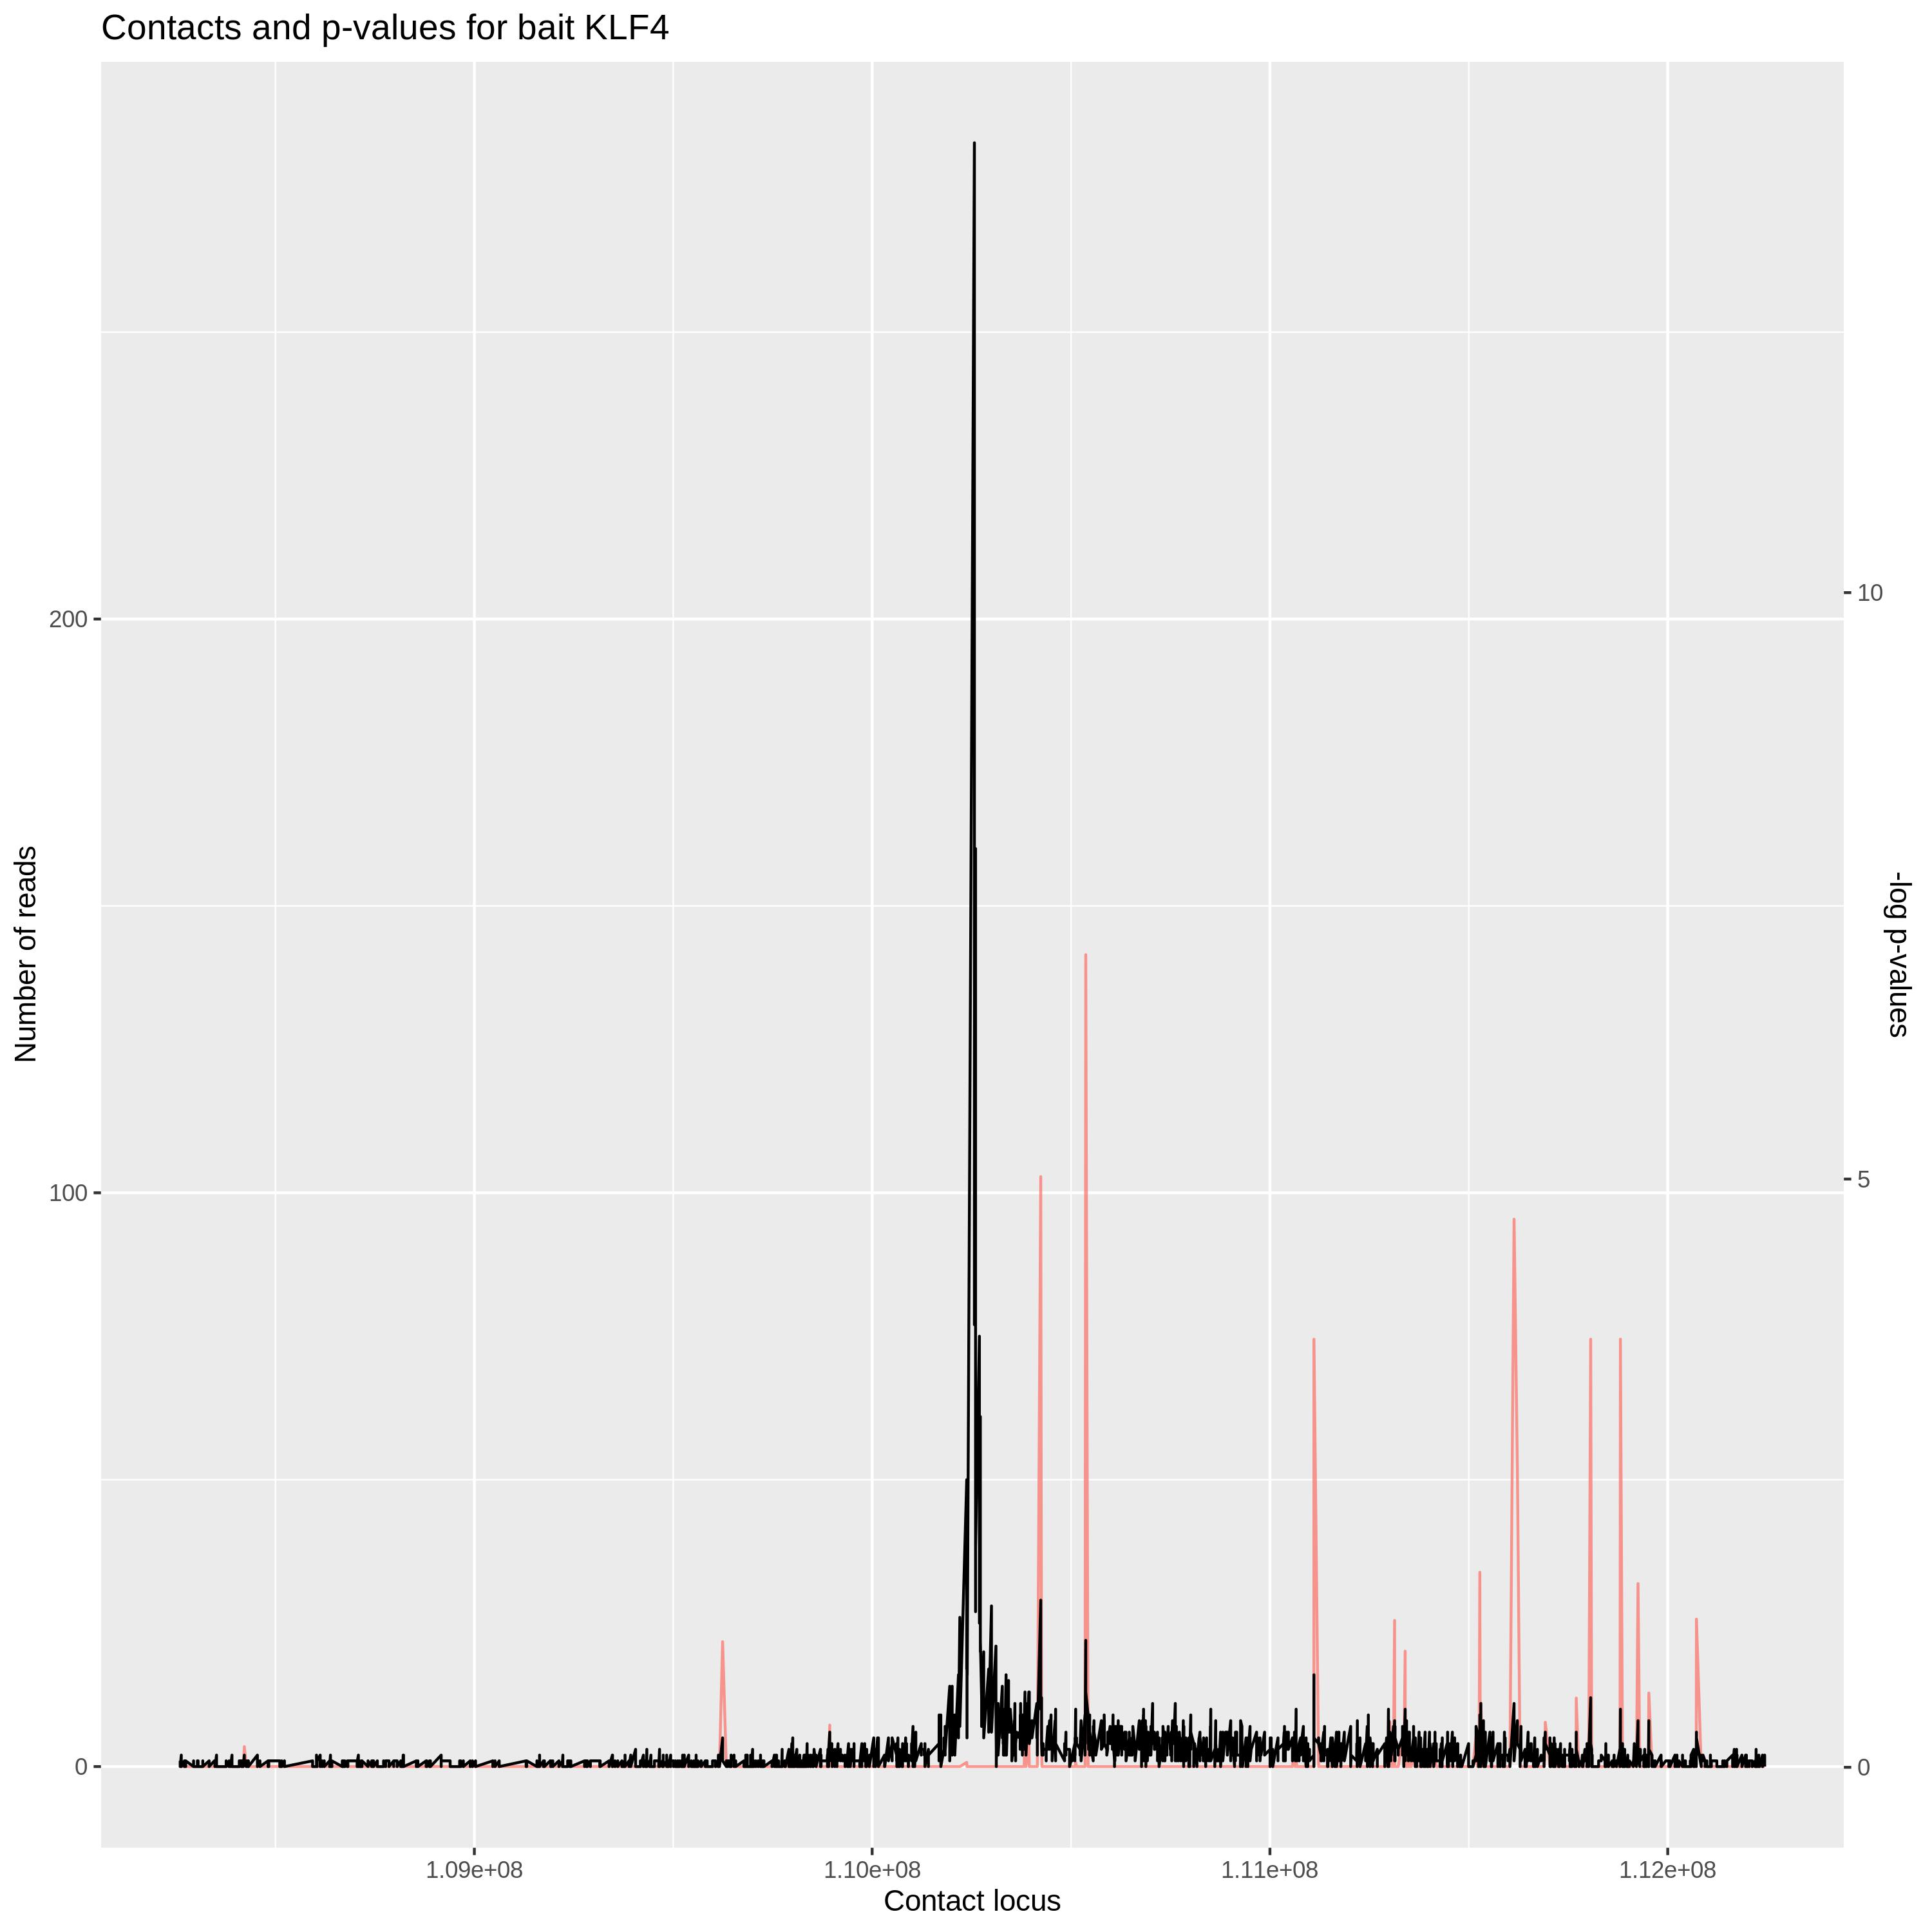 Contacts and p-values for bait KLF4
Number of reads
200
100
0
10
5
0
-log p-values
1.09e+08
1.10e+08
1.11e+08
1.12e+08
Contact locus